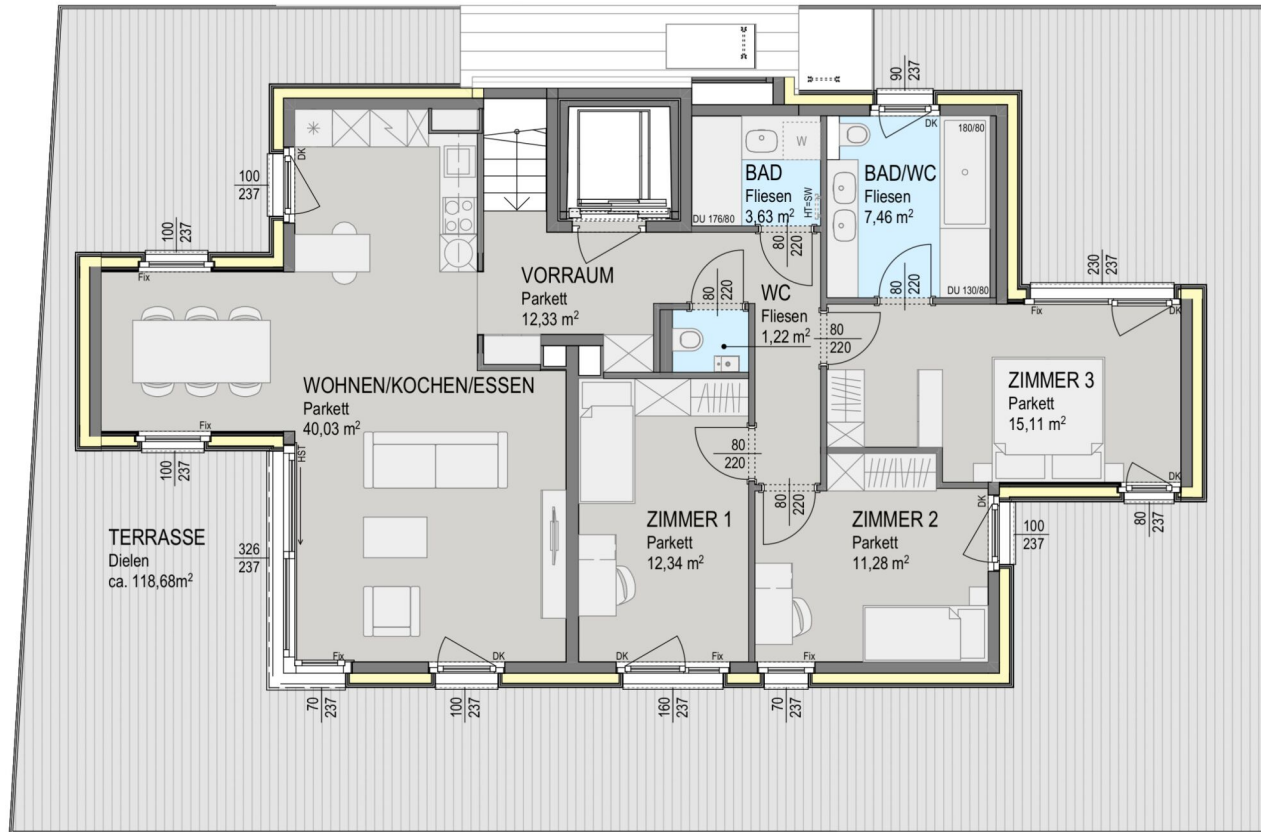 90
237
DK
180/80
BAD
Fliesen
3,63 m²
W
HT=SW
DU 176/80
BAD/WC
Fliesen
7,46 m²
DU 130/80
DK
100
237
100
237
Fix
80
220
80
220
80
220
230
237
Fix
DK
VORRAUM
Parkett
12,33 m²
WC
Fliesen
1,22 m²
80
220
WOHNEN/KOCHEN/ESSEN
Parkett
40,03 m²
ZIMMER 3
Parkett
15,11 m²
Fix
100
237
HST
80
220
80
220
DK
80
237
DK
100
237
TERRASSE
Dielen
ca. 118,68m²
326
237
ZIMMER 1
Parkett
12,34 m²
ZIMMER 2
Parkett
11,28 m²
Fix
DK
DK
Fix
Fix
70
237
100
237
160
237
70
237